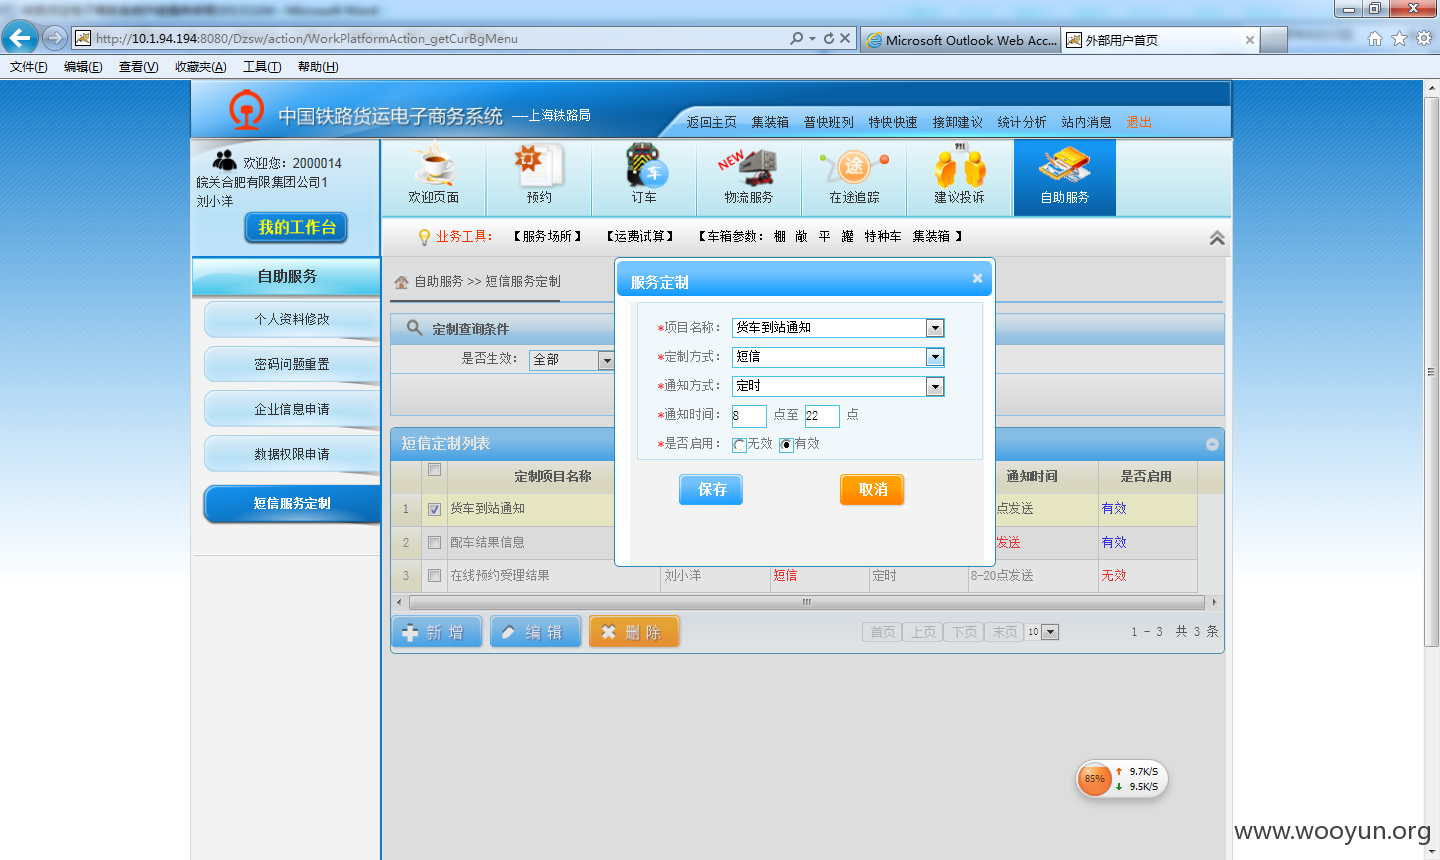 http://10.1.94.194:8080/Dzsw/action/WorkPlatformAction_getCurBgMenu
Microsoft Outlook Web Acc...
外部用户首页
文件(F) 编辑(E) 查看(V) 收藏夹(A) 工具(T) 帮助(H)
中国铁路货运电子商务系统 —上海铁路局
返回主页 集装箱 普快班列 特快快速 接卸建议 统计分析 站内消息 退出
欢迎您：2000014
皖关合肥有限集团公司1
刘小洋
我的工作台
欢迎页面 预约 订车 物流服务 在途追踪 建议投诉 自助服务
订 车 NEW 途 ?!!
业务工具： 【服务场所】 【运费试算】 【车箱参数： 棚 敞 平 罐 特种车 集装箱 】
自助服务
个人资料修改
密码问题重置
企业信息申请
数据权限申请
短信服务定制
自助服务 >> 短信服务定制
定制查询条件
是否生效： 全部
短信定制列表
定制项目名称 通知时间 是否启用
1 货车到站通知 点发送 有效
2 配车结果信息 发送 有效
3 在线预约受理结果 刘小洋 短信 定时 8-20点发送 无效
新增 编辑 删除
首页 上页 下页 末页 10 1 - 3 共 3 条
服务定制
*项目名称： 货车到站通知
*定制方式： 短信
*通知方式： 定时
*通知时间： 8 点至 22 点
*是否启用： 无效 有效
保存 取消
85% 9.7K/S
9.5K/S
www.wooyun.org